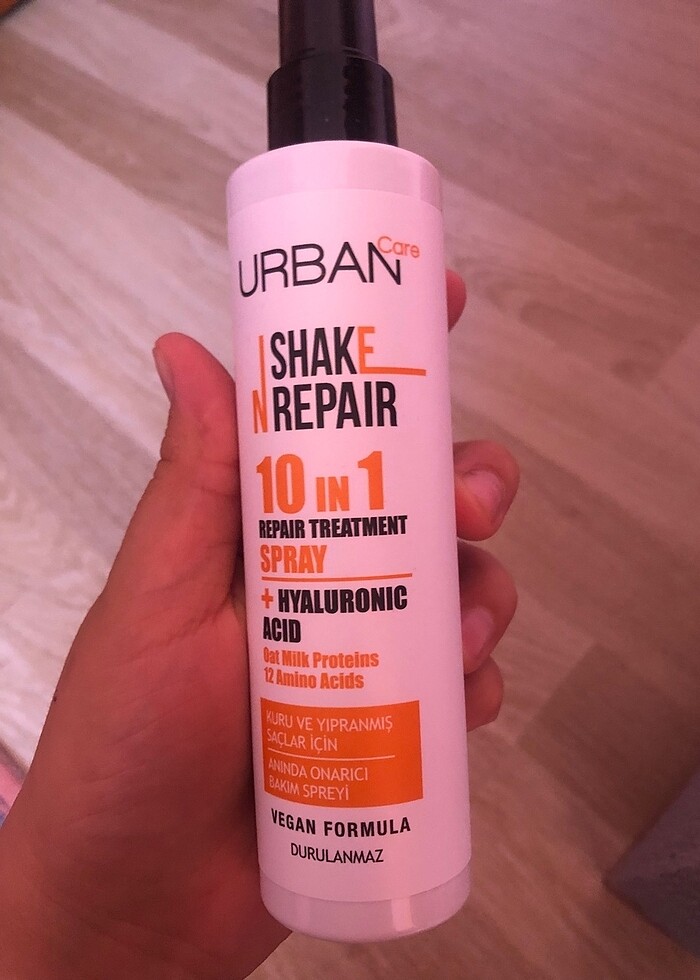 URBAN Care
SHAKE
N REPAIR
10 IN 1
REPAIR TREATMENT
SPRAY
+ HYALURONIC
ACID
Oat Milk Proteins
12 Amino Acids
KURU VE YIPRANMIŞ
SAÇLAR İÇİN
ANINDA ONARICI
BAKIM SPREYİ
VEGAN FORMULA
DURULANMAZ